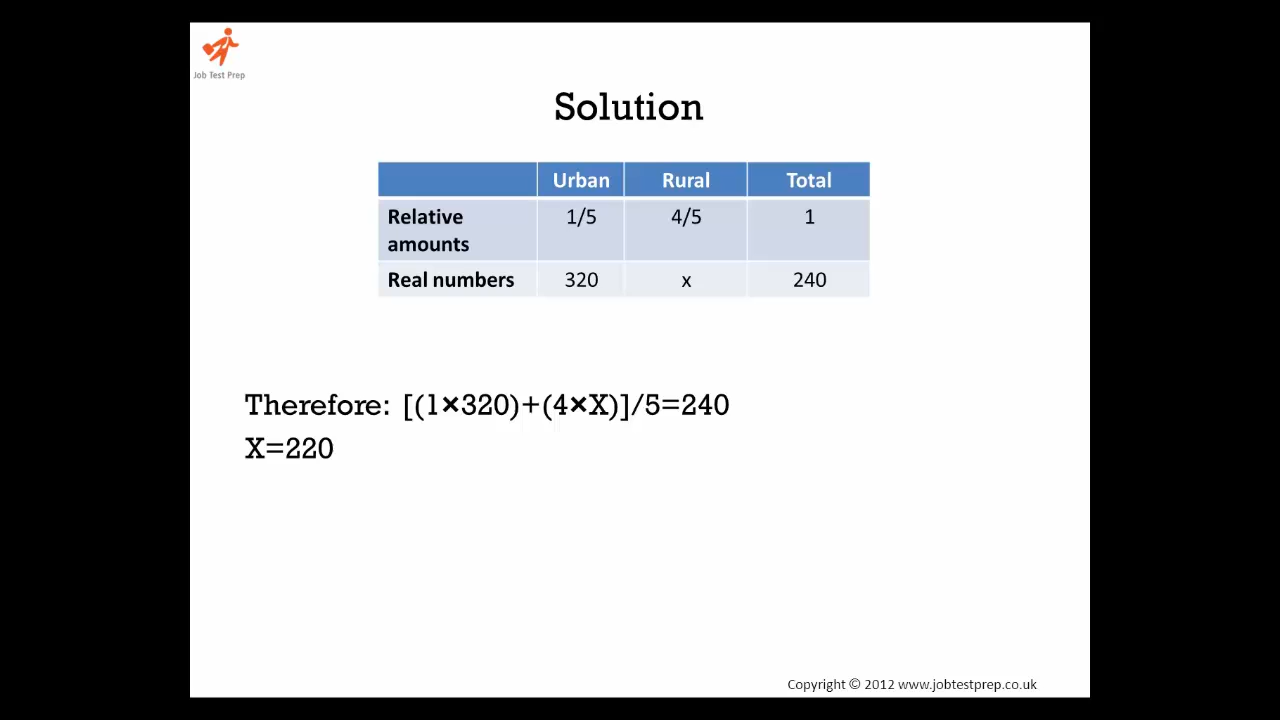 Job Test Prep
Solution
Urban Rural Total
Relative amounts 1/5 4/5 1
Real numbers 320 x 240
Therefore: [(1×320)+(4×X)]/5=240
X=220
Copyright © 2012 www.jobtestprep.co.uk